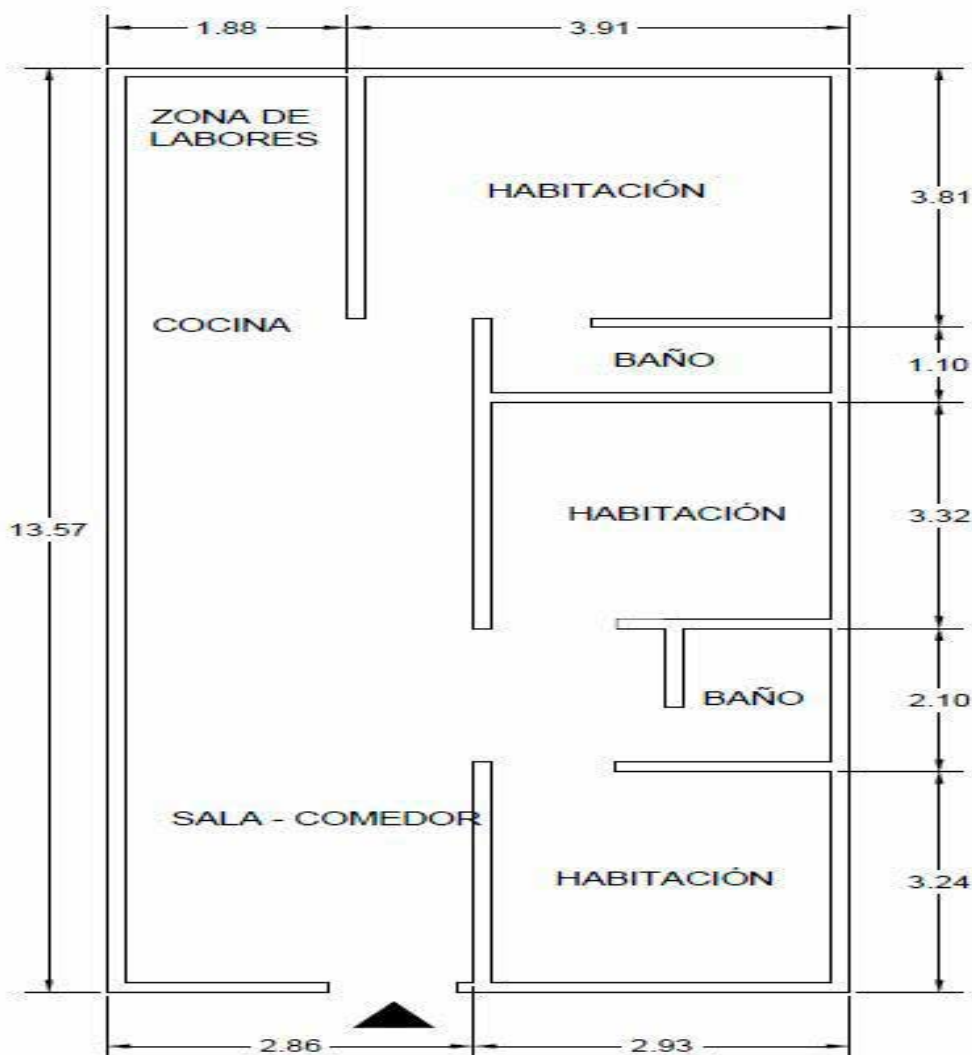 1.88
3.91
ZONA DE
LABORES
HABITACIÓN
3.81
COCINA
BAÑO
1.10
HABITACIÓN
3.32
13.57
BAÑO
2.10
SALA - COMEDOR
HABITACIÓN
3.24
2.86
2.93